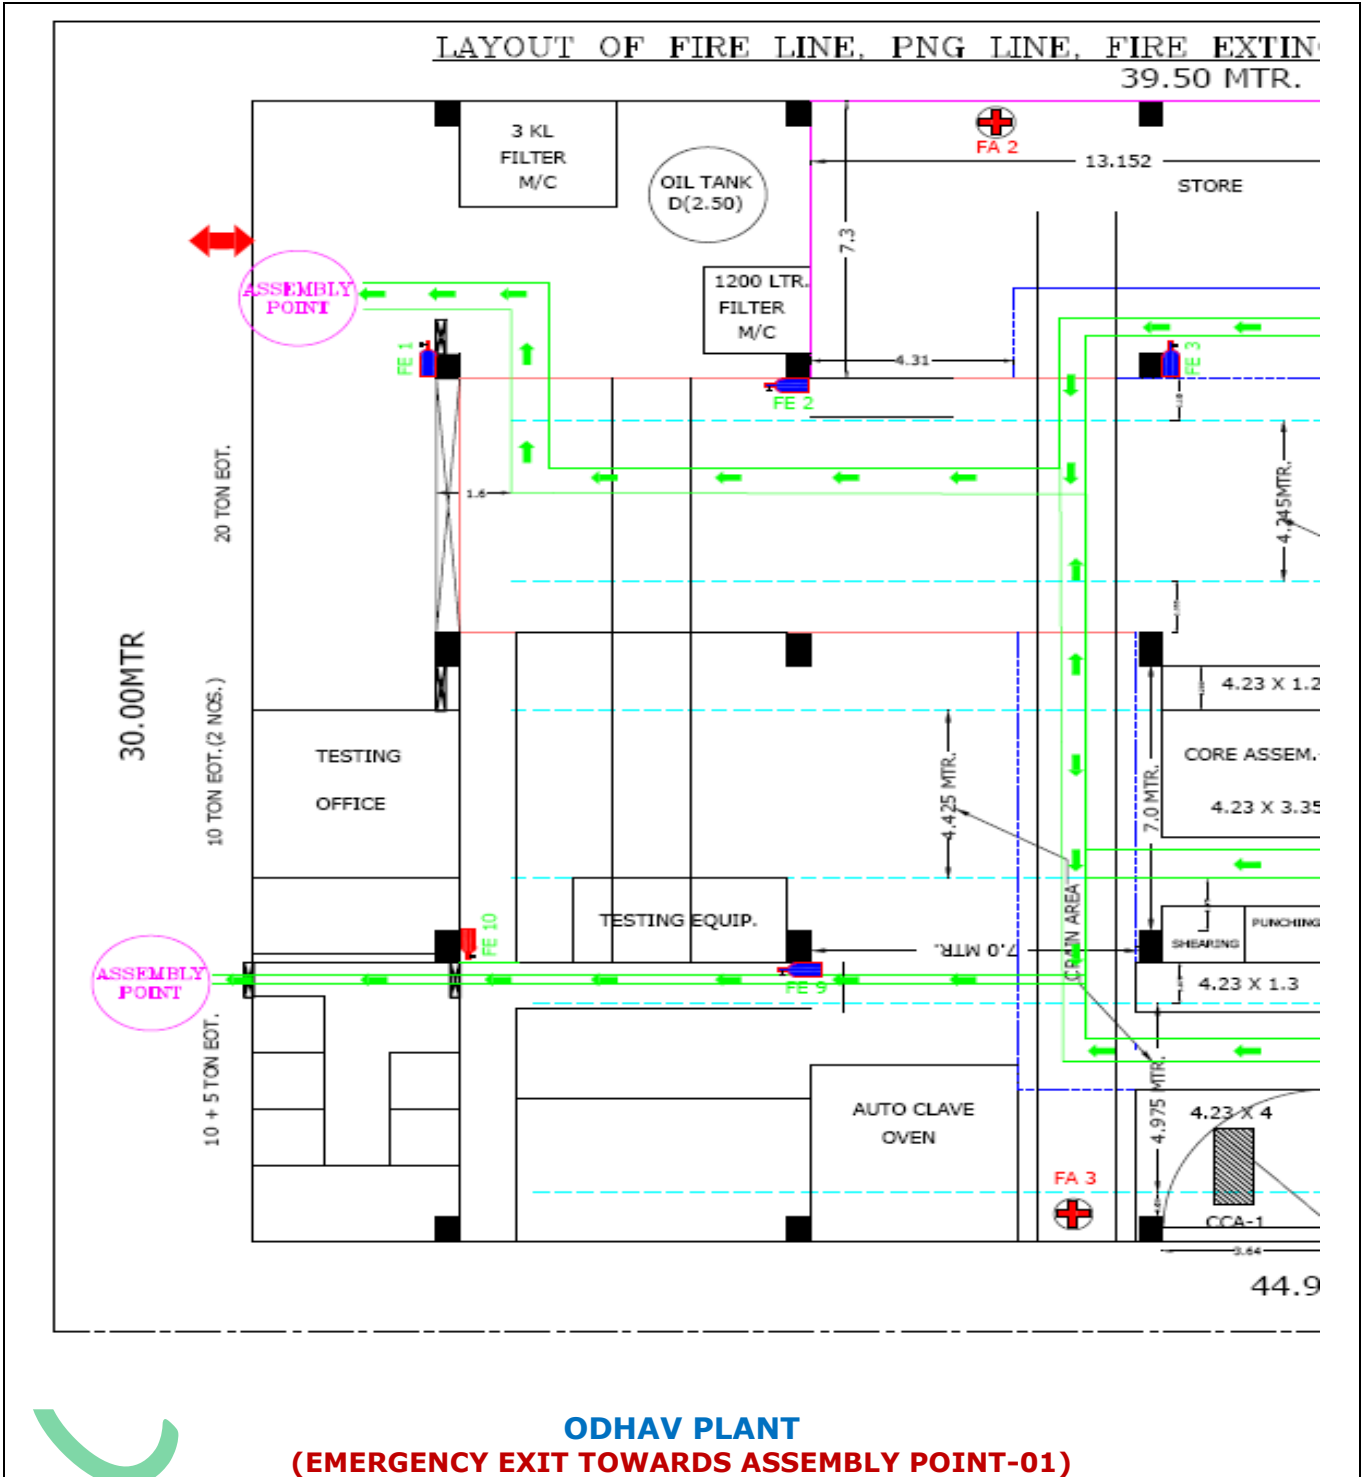 LAYOUT OF FIRE LINE, PNG LINE, FIRE EXTIN
39.50 MTR.
3 KL
FILTER
M/C
OIL TANK
D(2.50)
FA 2
13.152
STORE
7.3
1200 LTR.
FILTER
M/C
ASSEMBLY
POINT
FE 1
FE 2
4.31
FE 3
20 TON EOT.
1.6
4.245MTR.
30.00MTR
10 TON EOT.(2 NOS.)
TESTING
OFFICE
4.425 MTR.
7.0 MTR.
4.23 X 1.2
CORE ASSEM.
4.23 X 3.35
CRAIN AREA
FE 10
TESTING EQUIP.
7.0 MTR.
SHEARING
PUNCHING
ASSEMBLY
POINT
FE 9
4.23 X 1.3
10 + 5 TON EOT.
AUTO CLAVE
OVEN
4.975 MTR.
4.23 X 4
FA 3
CCA-1
3.64
44.9
ODHAV PLANT
(EMERGENCY EXIT TOWARDS ASSEMBLY POINT-01)